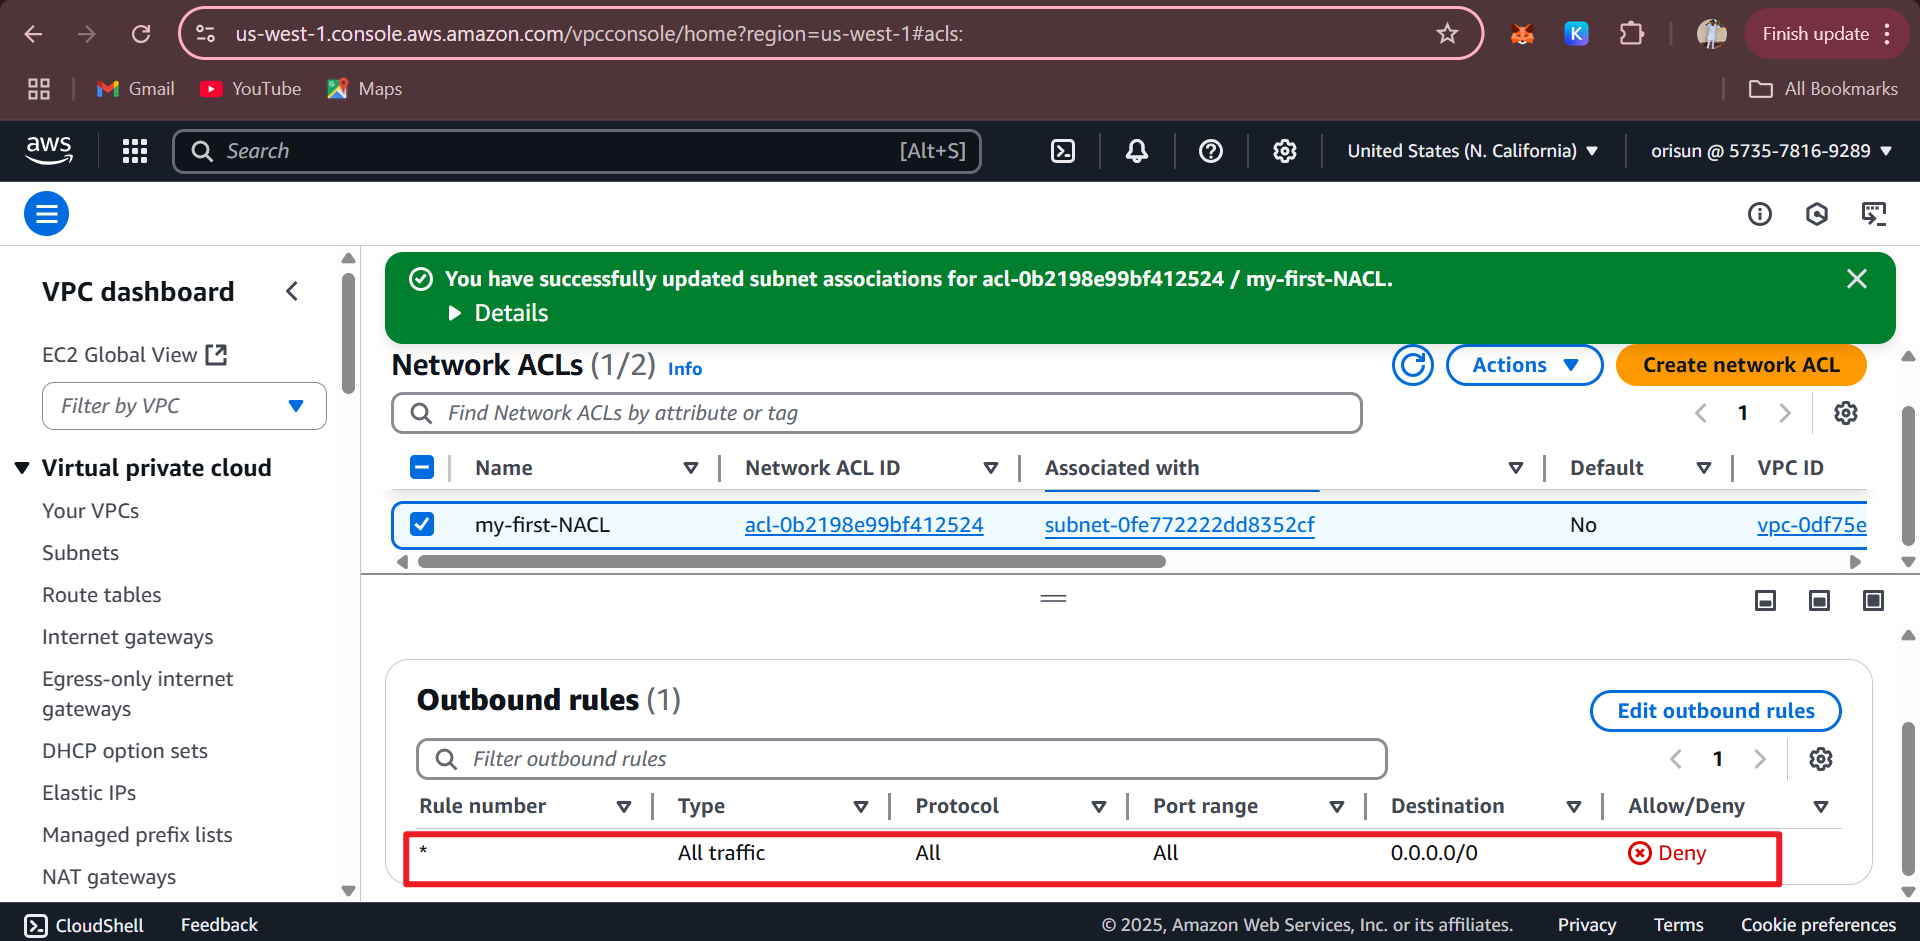 us-west-1.console.aws.amazon.com/vpcconsole/home?region=us-west-1#acls:
K
Finish update
Gmail
YouTube
Maps
All Bookmarks
aws
Search
[Alt+S]
United States (N. California)
orisun @ 5735-7816-9289
VPC dashboard
EC2 Global View
Filter by VPC
Virtual private cloud
Your VPCs
Subnets
Route tables
Internet gateways
Egress-only internet
gateways
DHCP option sets
Elastic IPs
Managed prefix lists
NAT gateways
You have successfully updated subnet associations for acl-0b2198e99bf412524 / my-first-NACL.
Details
Network ACLs (1/2) Info
Actions
Create network ACL
Find Network ACLs by attribute or tag
1
Name Network ACL ID Associated with Default VPC ID
my-first-NACL acl-0b2198e99bf412524 subnet-0fe772222dd8352cf No vpc-0df75e
Outbound rules (1)
Edit outbound rules
Filter outbound rules
1
Rule number Type Protocol Port range Destination Allow/Deny
* All traffic All All 0.0.0.0/0 Deny
CloudShell Feedback © 2025, Amazon Web Services, Inc. or its affiliates. Privacy Terms Cookie preferences